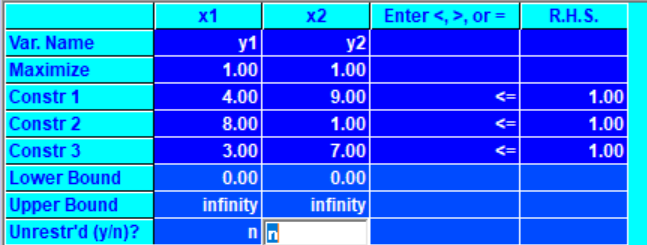 x1 x2 Enter <, >, or = R.H.S.
Var. Name y1 y2
Maximize 1.00 1.00
Constr 1 4.00 9.00 <= 1.00
Constr 2 8.00 1.00 <= 1.00
Constr 3 3.00 7.00 <= 1.00
Lower Bound 0.00 0.00
Upper Bound infinity infinity
Unrestr'd (y/n)? n n